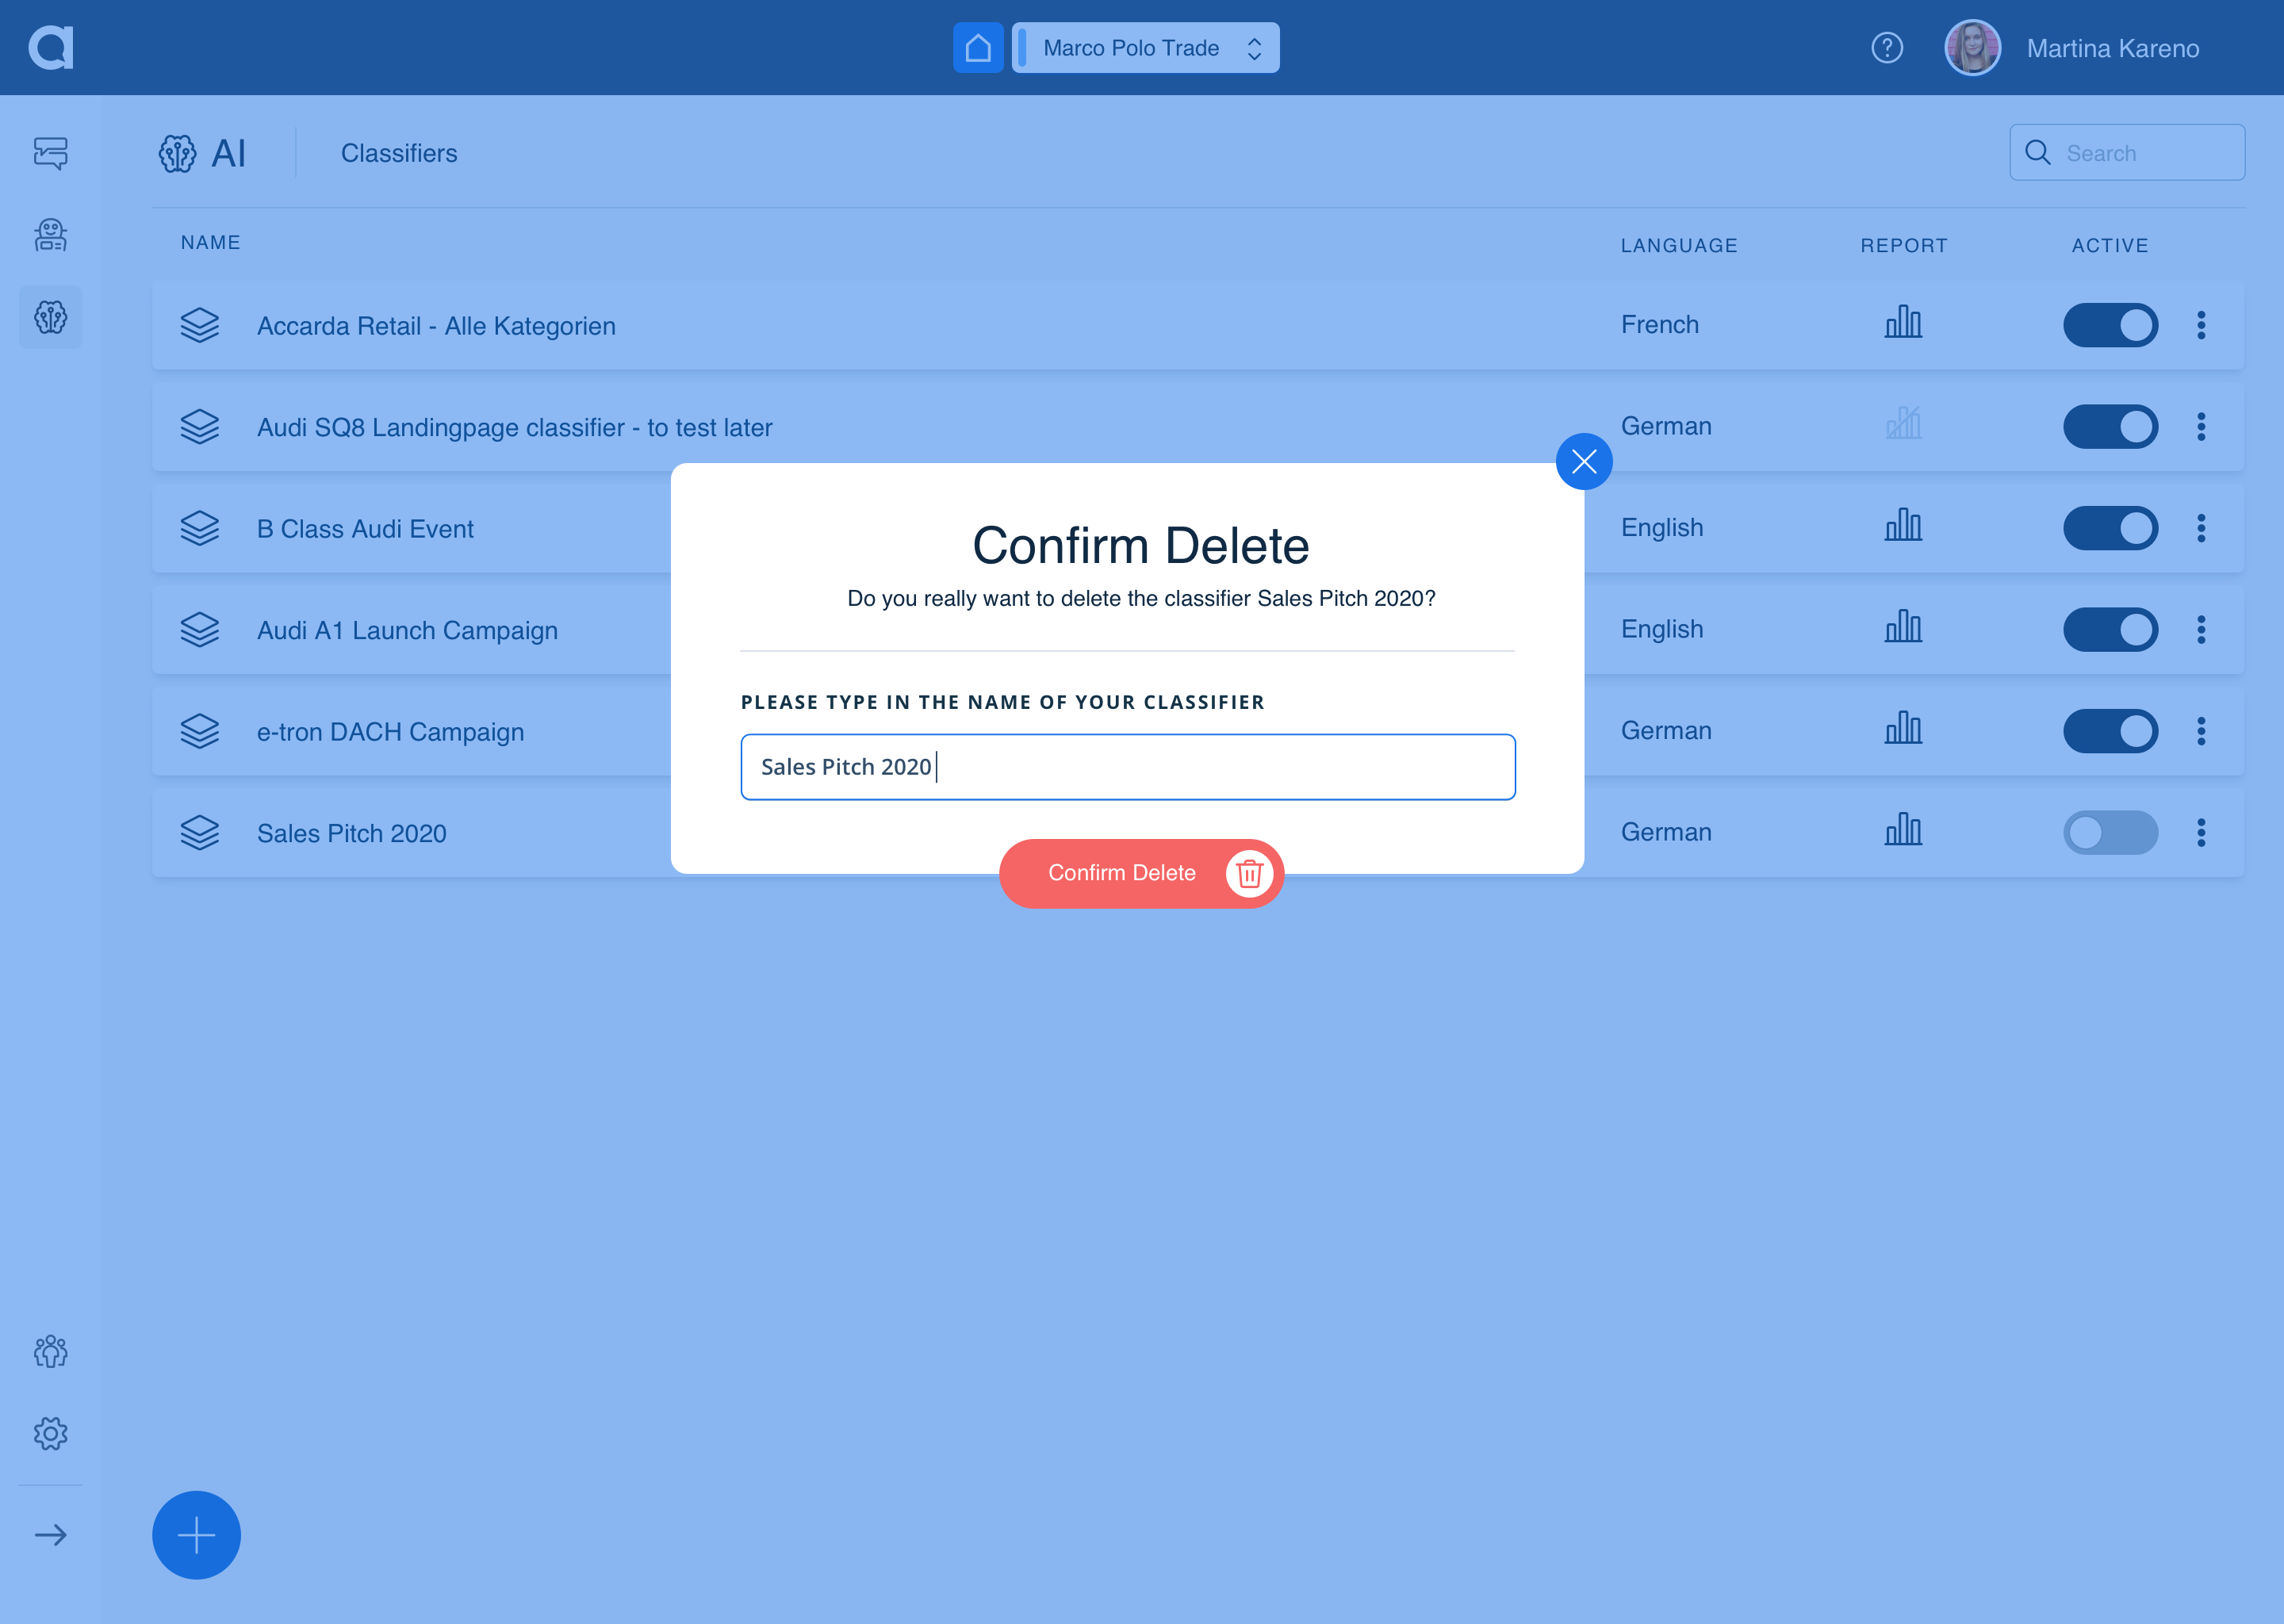 Marco Polo Trade
Martina Kareno
AI
Classifiers
Search
NAME
LANGUAGE
REPORT
ACTIVE
Accarda Retail - Alle Kategorien
French
Audi SQ8 Landingpage classifier - to test later
German
B Class Audi Event
English
Audi A1 Launch Campaign
English
e-tron DACH Campaign
German
Sales Pitch 2020
German
Confirm Delete
Do you really want to delete the classifier Sales Pitch 2020?
PLEASE TYPE IN THE NAME OF YOUR CLASSIFIER
Sales Pitch 2020
Confirm Delete